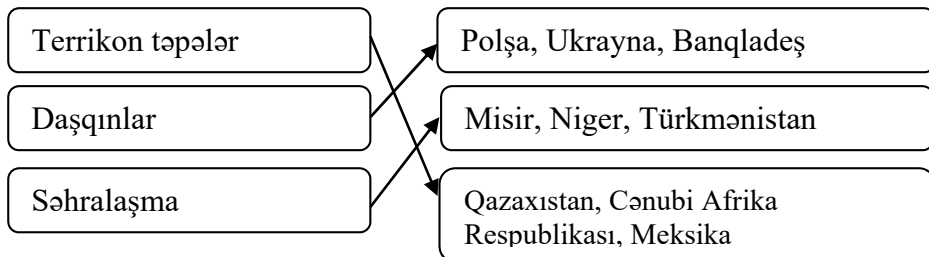 Terrikon təpələr
Polşa, Ukrayna, Banqladeş
Daşqınlar
Misir, Niger, Türkmənistan
Səhralaşma
Qazaxıstan, Cənubi Afrika
Respublikası, Meksika